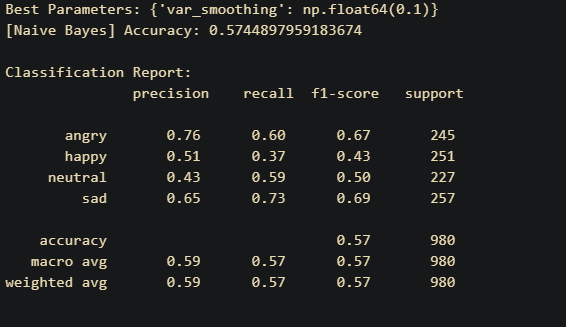 Best Parameters: {'var_smoothing': np.float64(0.1)}
[Naive Bayes] Accuracy: 0.5744897959183674
Classification Report:
precision recall f1-score support
angry 0.76 0.60 0.67 245
happy 0.51 0.37 0.43 251
neutral 0.43 0.59 0.50 227
sad 0.65 0.73 0.69 257
accuracy 0.57 980
macro avg 0.59 0.57 0.57 980
weighted avg 0.59 0.57 0.57 980